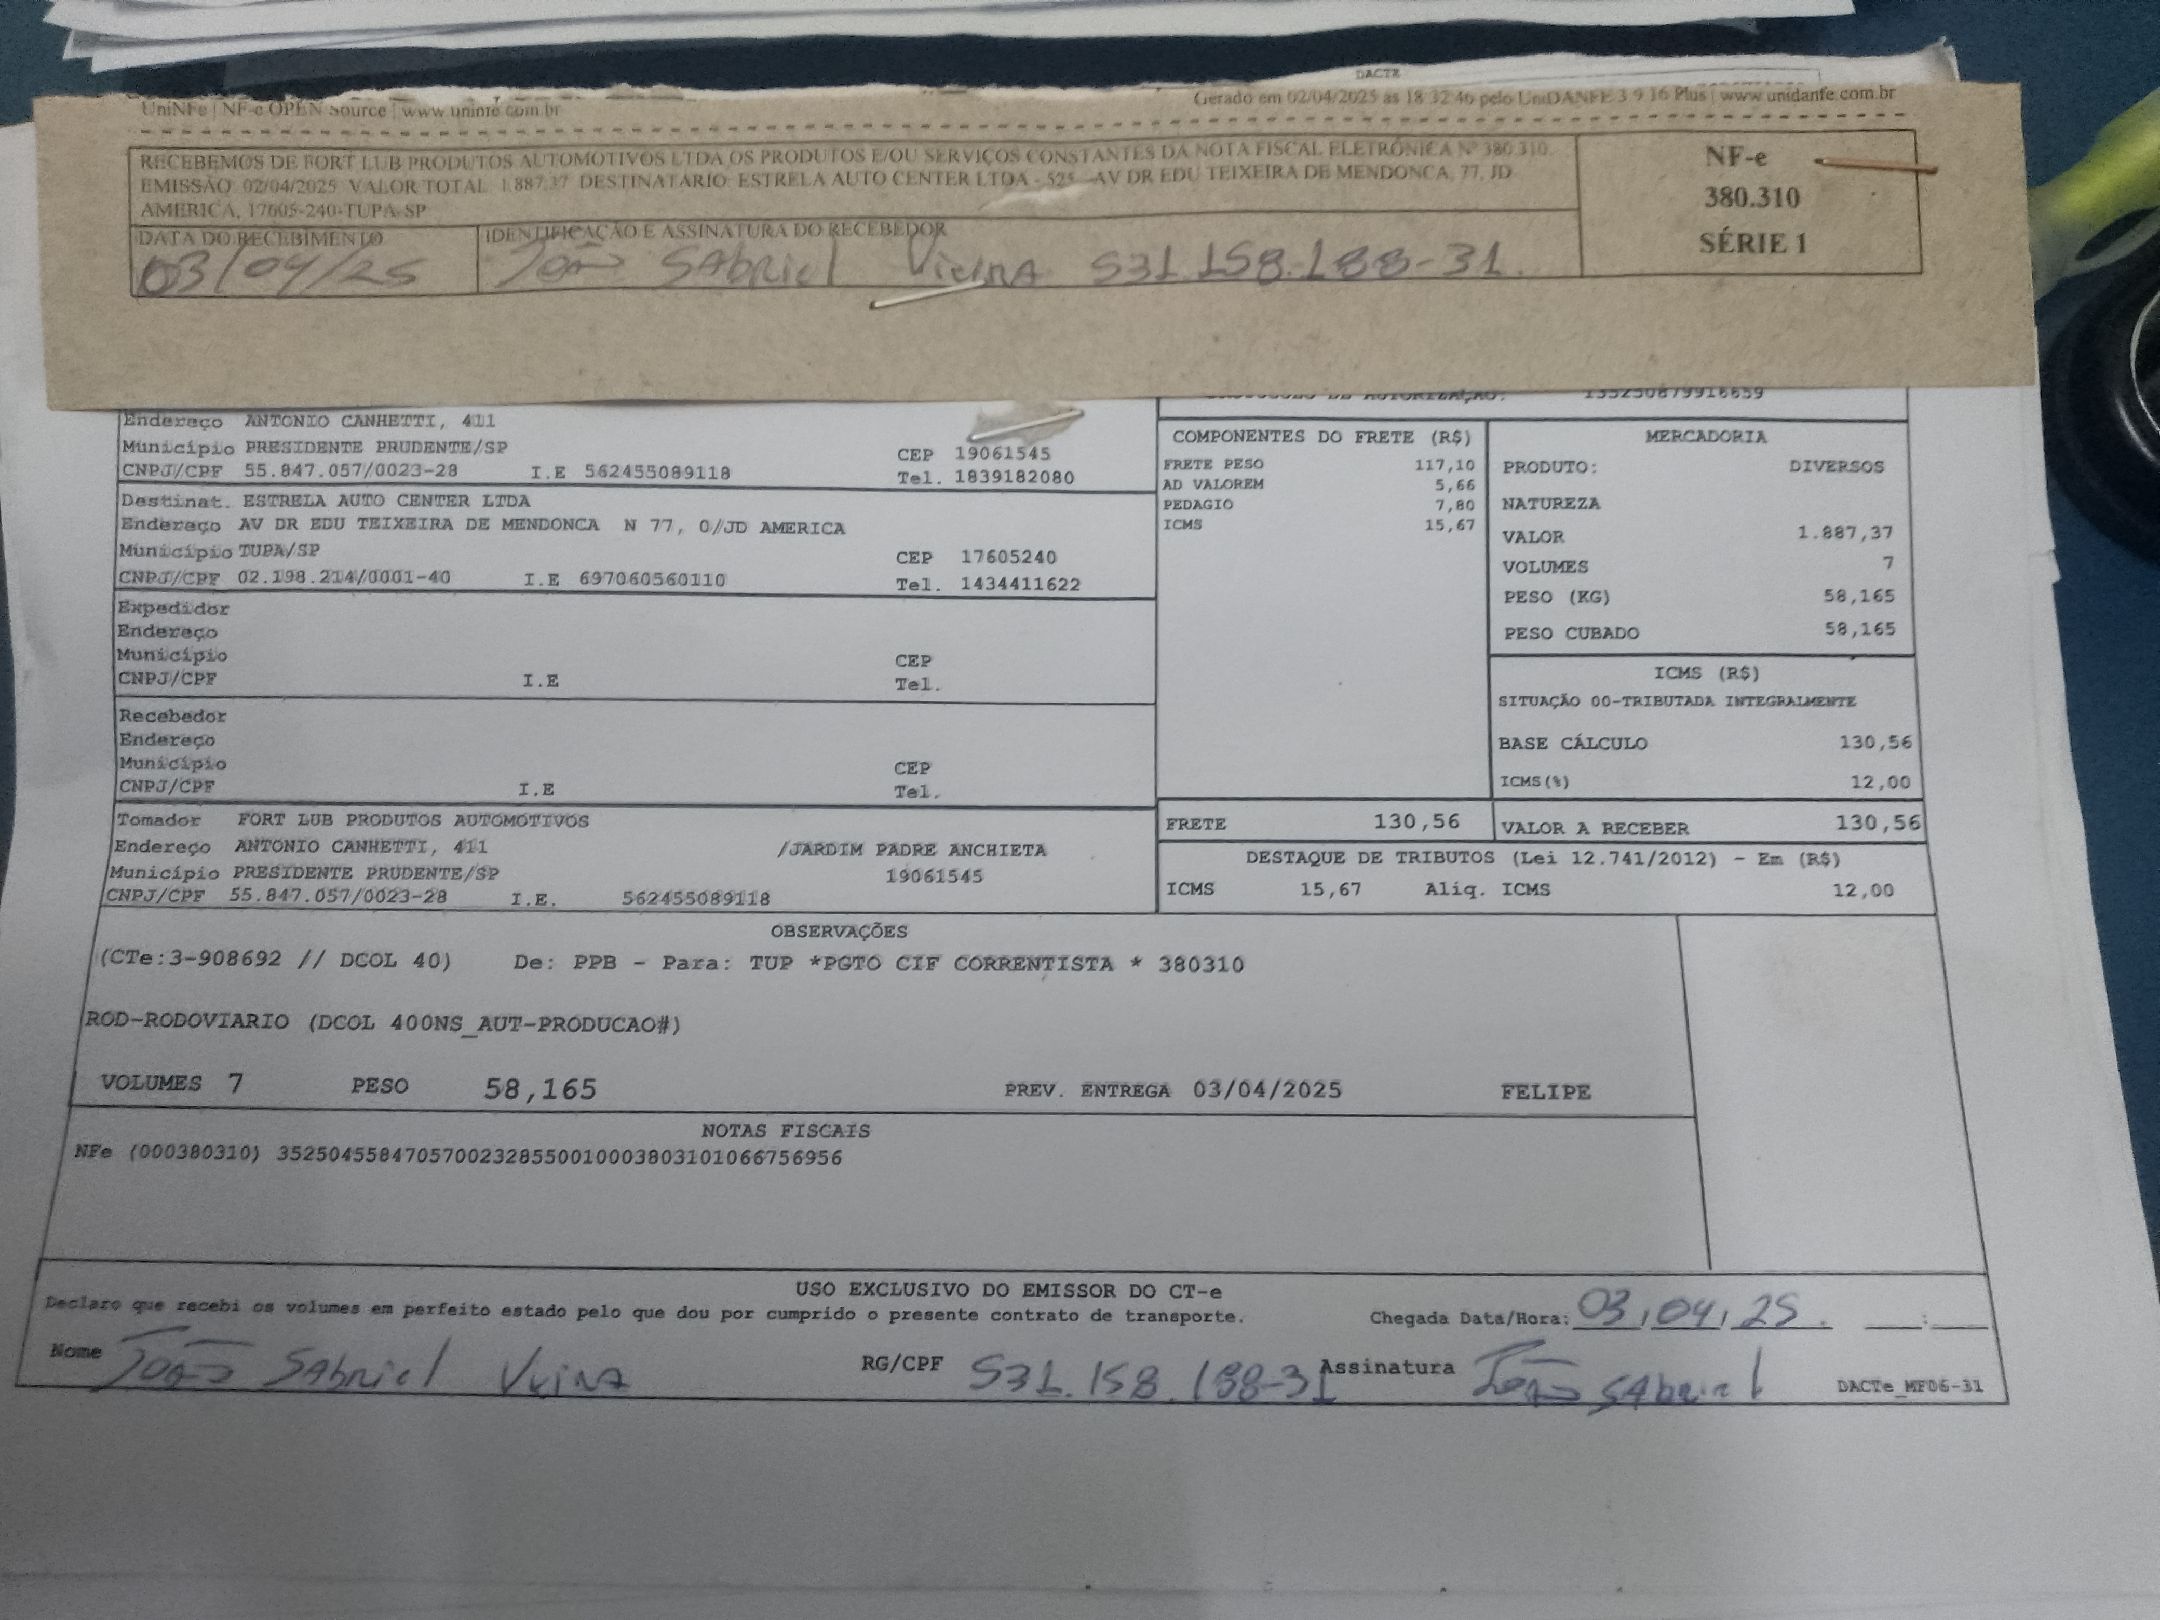 DACTE
UniNFe | NF-e OPEN Source | www.uninfe.com.br
Gerado em 02/04/2025 as 18:32:46 pelo UniDANFE 3.9.16 Plus | www.unidanfe.com.br
RECEBEMOS DE FORT LUB PRODUTOS AUTOMOTIVOS LTDA OS PRODUTOS E/OU SERVIÇOS CONSTANTES DA NOTA FISCAL ELETRÔNICA Nº 380.310.
EMISSÃO: 02/04/2025 VALOR TOTAL: 1.887,37 DESTINATÁRIO: ESTRELA AUTO CENTER LTDA - 525 AV DR EDU TEIXEIRA DE MENDONCA, 77, JD
AMERICA, 17605-240-TUPA-SP
NF-e
380.310
SÉRIE 1
DATA DO RECEBIMENTO
03/04/25
IDENTIFICAÇÃO E ASSINATURA DO RECEBEDOR
João Gabriel Vieira 531.158.188-31.
PROTOCOLO DE AUTORIZAÇÃO: 135250879916659
Endereço ANTONIO CANHETTI, 411
Município PRESIDENTE PRUDENTE/SP CEP 19061545
CNPJ/CPF 55.847.057/0023-28 I.E 562455089118 Tel. 1839182080
Destinat. ESTRELA AUTO CENTER LTDA
Endereço AV DR EDU TEIXEIRA DE MENDONCA N 77, 0/JD AMERICA
Município TUPA/SP CEP 17605240
CNPJ/CPF 02.198.214/0001-40 I.E 697060560110 Tel. 1434411622
Expedidor
Endereço
Município CEP
CNPJ/CPF I.E Tel.
Recebedor
Endereço
Município CEP
CNPJ/CPF I.E Tel.
Tomador FORT LUB PRODUTOS AUTOMOTIVOS
Endereço ANTONIO CANHETTI, 411 /JARDIM PADRE ANCHIETA
Município PRESIDENTE PRUDENTE/SP 19061545
CNPJ/CPF 55.847.057/0023-28 I.E. 562455089118
COMPONENTES DO FRETE (R$)
FRETE PESO 117,10
AD VALOREM 5,66
PEDAGIO 7,80
ICMS 15,67
MERCADORIA
PRODUTO: DIVERSOS
NATUREZA
VALOR 1.887,37
VOLUMES 7
PESO (KG) 58,165
PESO CUBADO 58,165
ICMS (R$)
SITUAÇÃO 00-TRIBUTADA INTEGRALMENTE
BASE CÁLCULO 130,56
ICMS(%) 12,00
FRETE 130,56
VALOR A RECEBER 130,56
DESTAQUE DE TRIBUTOS (Lei 12.741/2012) - Em (R$)
ICMS 15,67 Aliq. ICMS 12,00
OBSERVAÇÕES
(CTe:3-908692 // DCOL 40) De: PPB - Para: TUP *PGTO CIF CORRENTISTA * 380310
ROD-RODOVIARIO (DCOL 400NS_AUT-PRODUCAO#)
VOLUMES 7 PESO 58,165 PREV. ENTREGA 03/04/2025 FELIPE
NOTAS FISCAIS
NFe (000380310) 35250455847057002328550010003803101066756956
USO EXCLUSIVO DO EMISSOR DO CT-e
Declaro que recebi os volumes em perfeito estado pelo que dou por cumprido o presente contrato de transporte. Chegada Data/Hora: 03/04/25. __:__
Nome João Gabriel Vieira RG/CPF 531.158.188-31 Assinatura João Gabriel
DACTe_MF06-31